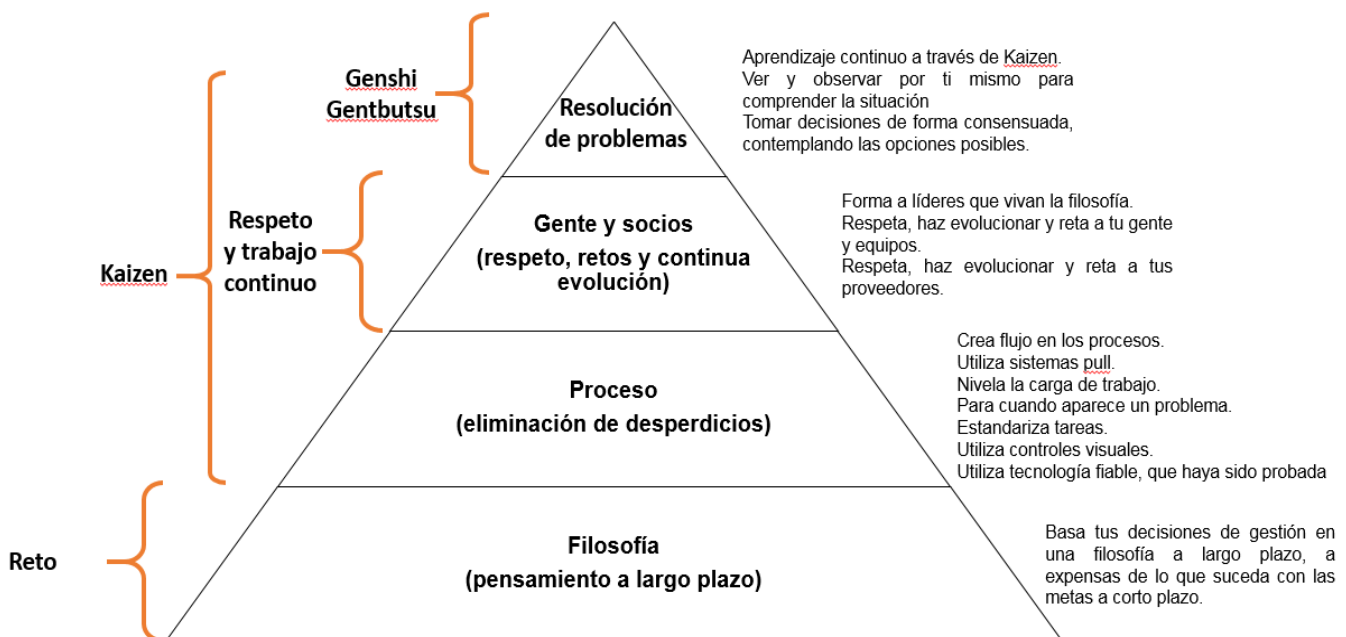 Genshi
Gentbutsu
Resolución
de problemas
Aprendizaje continuo a través de Kaizen.
Ver y observar por ti mismo para
comprender la situación
Tomar decisiones de forma consensuada,
contemplando las opciones posibles.
Kaizen
Respeto
y trabajo
continuo
Gente y socios
(respeto, retos y continua
evolución)
Forma a líderes que vivan la filosofía.
Respeta, haz evolucionar y reta a tu gente
y equipos.
Respeta, haz evolucionar y reta a tus
proveedores.
Proceso
(eliminación de desperdicios)
Crea flujo en los procesos.
Utiliza sistemas pull.
Nivela la carga de trabajo.
Para cuando aparece un problema.
Estandariza tareas.
Utiliza controles visuales.
Utiliza tecnología fiable, que haya sido probada
Reto
Filosofía
(pensamiento a largo plazo)
Basa tus decisiones de gestión en
una filosofía a largo plazo, a
expensas de lo que suceda con las
metas a corto plazo.